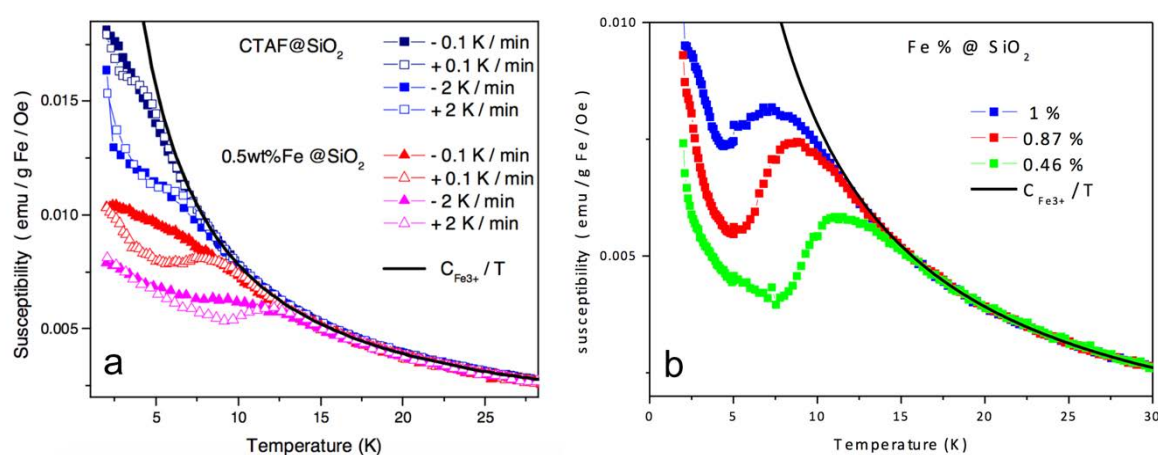 Susceptibility ( emu / g Fe / Oe )
0.015
0.010
0.005
CTAF@SiO2
- 0.1 K / min
+ 0.1 K / min
- 2 K / min
+ 2 K / min
0.5wt%Fe @SiO2
- 0.1 K / min
+ 0.1 K / min
- 2 K / min
+ 2 K / min
C Fe3+ / T
a
5 10 15 20 25
Temperature (K)
susceptibility ( emu / g Fe / Oe )
0.010
0.005
Fe % @ SiO2
1 %
0.87 %
0.46 %
C Fe3+ / T
b
0 5 10 15 20 25 30
Temperature (K)